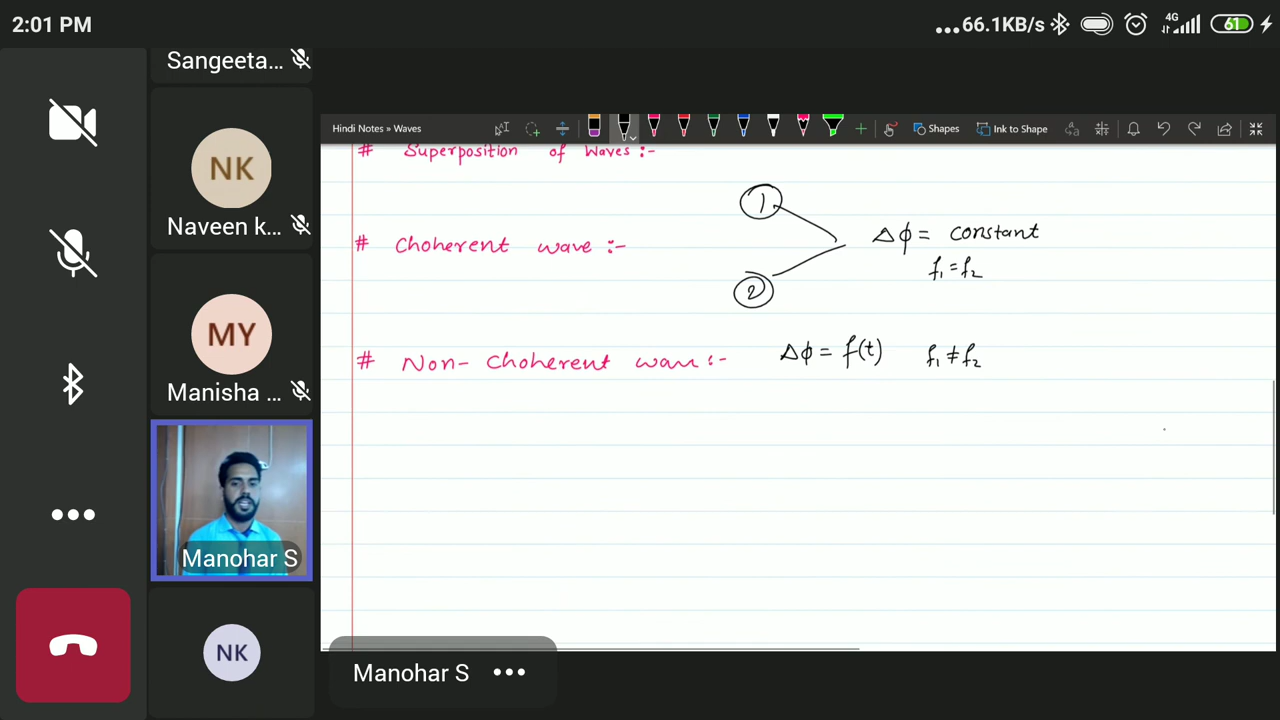 2:01 PM
...66.1KB/s 4G 61
Sangeeta...
NK
Naveen k...
MY
Manisha ...
Manohar S
NK
Hindi Notes » Waves
Shapes
Ink to Shape
# Superposition of Waves :-
①
# Choherent wave :-
Δϕ = constant
f₁ = f₂
②
# Non- Choherent wave :-
Δϕ = f(t) f₁ ≠ f₂
Manohar S